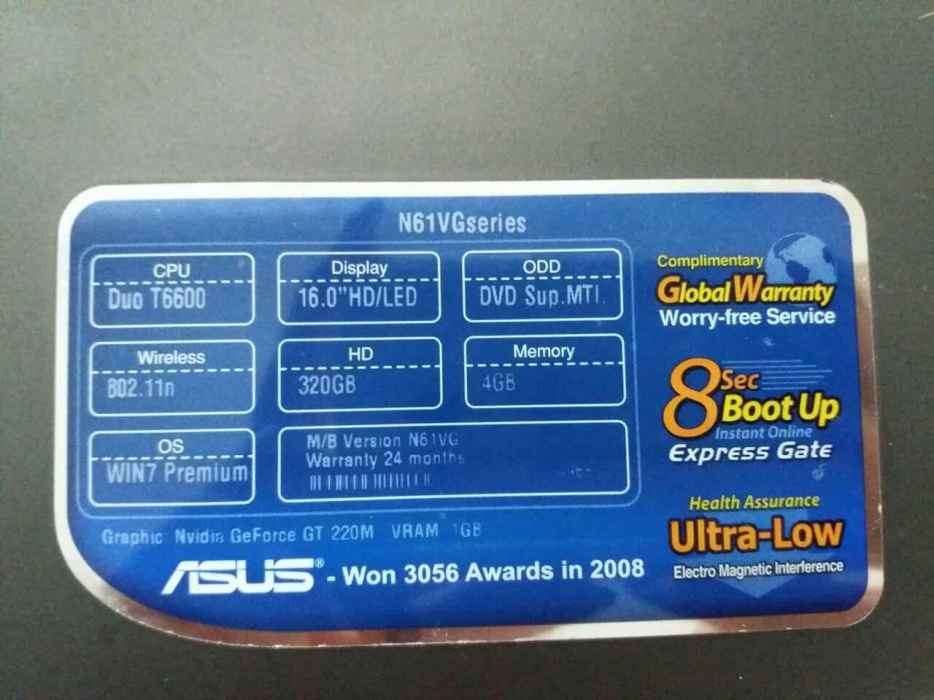 N61VGseries
CPU
Duo T6600
Display
16.0"HD/LED
ODD
DVD Sup.MTI.
Wireless
802.11n
HD
320GB
Memory
4GB
OS
WIN7 Premium
M/B Version N61VG
Warranty 24 months
Graphic Nvidia GeForce GT 220M VRAM 1GB
ASUS® - Won 3056 Awards in 2008
Complimentary
Global Warranty
Worry-free Service
8 Sec
Boot Up
Instant Online
Express Gate
Health Assurance
Ultra-Low
Electro Magnetic Interference